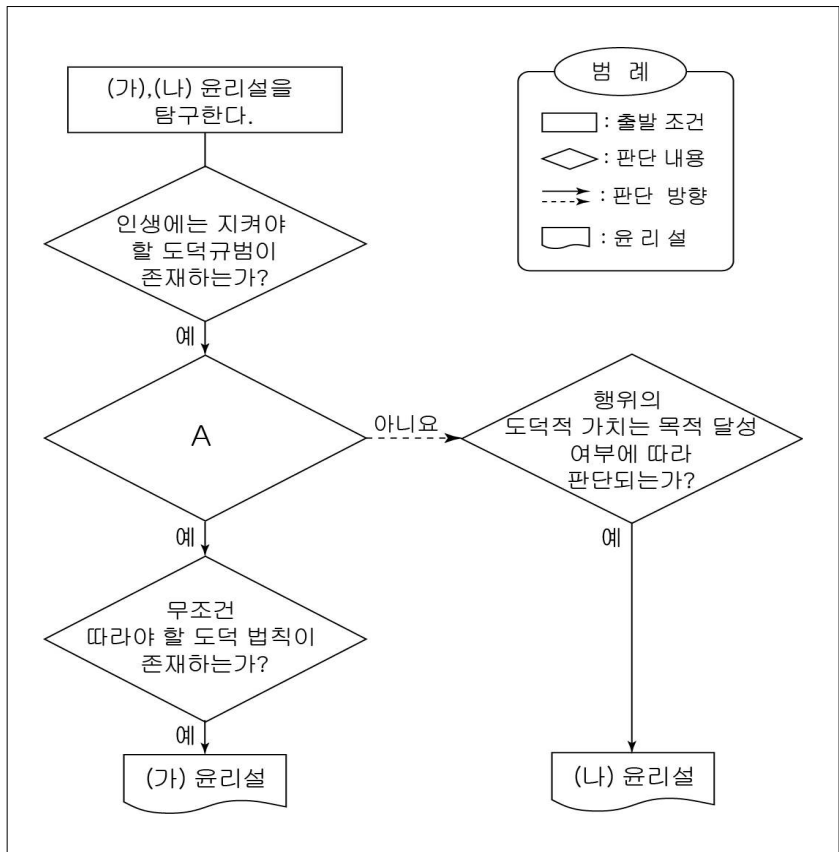 (가),(나) 윤리설을
탐구한다.
범 례
: 출발 조건
: 판단 내용
: 판단 방향
: 윤 리 설
인생에는 지켜야
할 도덕규범이
존재하는가?
예
A
아니요
행위의
도덕적 가치는 목적 달성
여부에 따라
판단되는가?
예
무조건
따라야 할 도덕 법칙이
존재하는가?
예
(가) 윤리설
예
(나) 윤리설